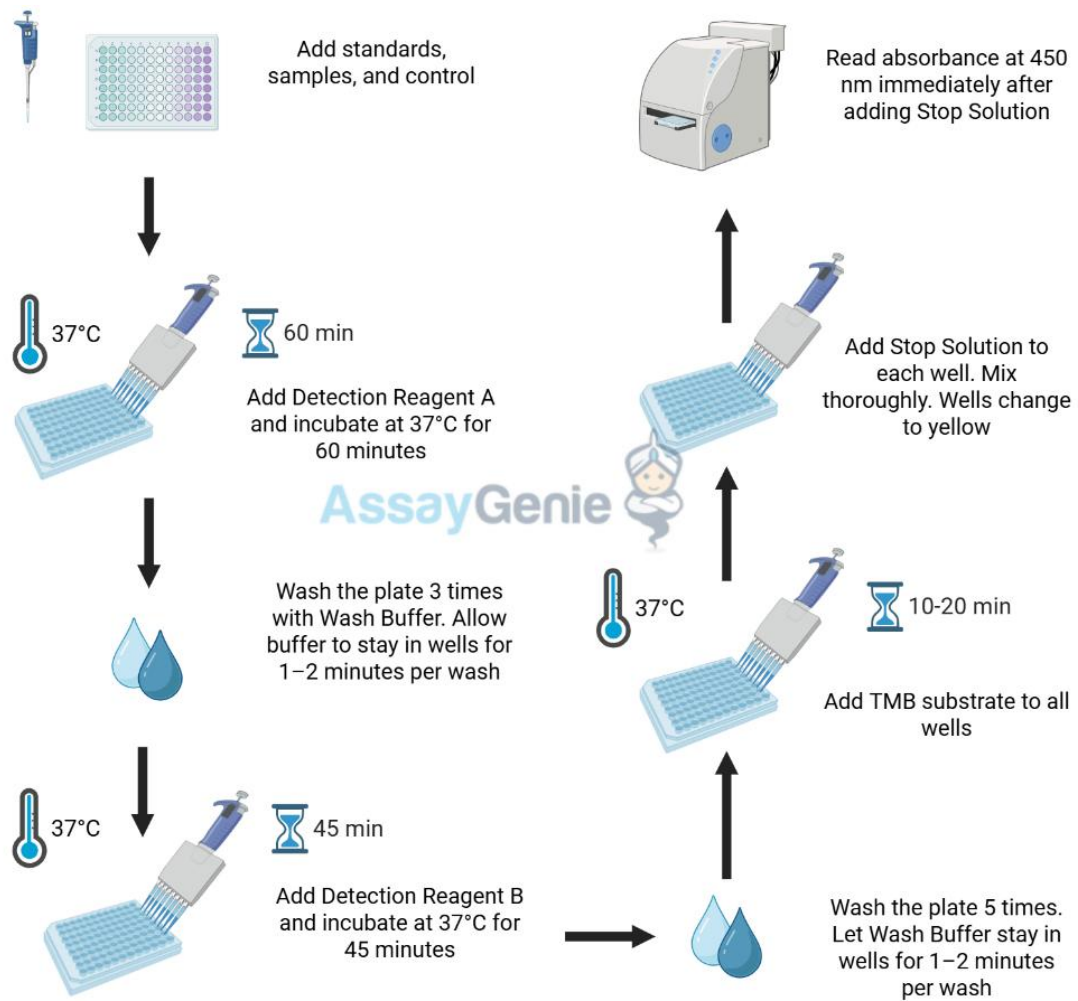 Add standards,
samples, and control
37°C
60 min
Add Detection Reagent A
and incubate at 37°C for
60 minutes
Wash the plate 3 times
with Wash Buffer. Allow
buffer to stay in wells for
1–2 minutes per wash
37°C
45 min
Add Detection Reagent B
and incubate at 37°C for
45 minutes
Wash the plate 5 times.
Let Wash Buffer stay in
wells for 1–2 minutes
per wash
37°C
10-20 min
Add TMB substrate to all
wells
Add Stop Solution to
each well. Mix
thoroughly. Wells change
to yellow
Read absorbance at 450
nm immediately after
adding Stop Solution
AssayGenie